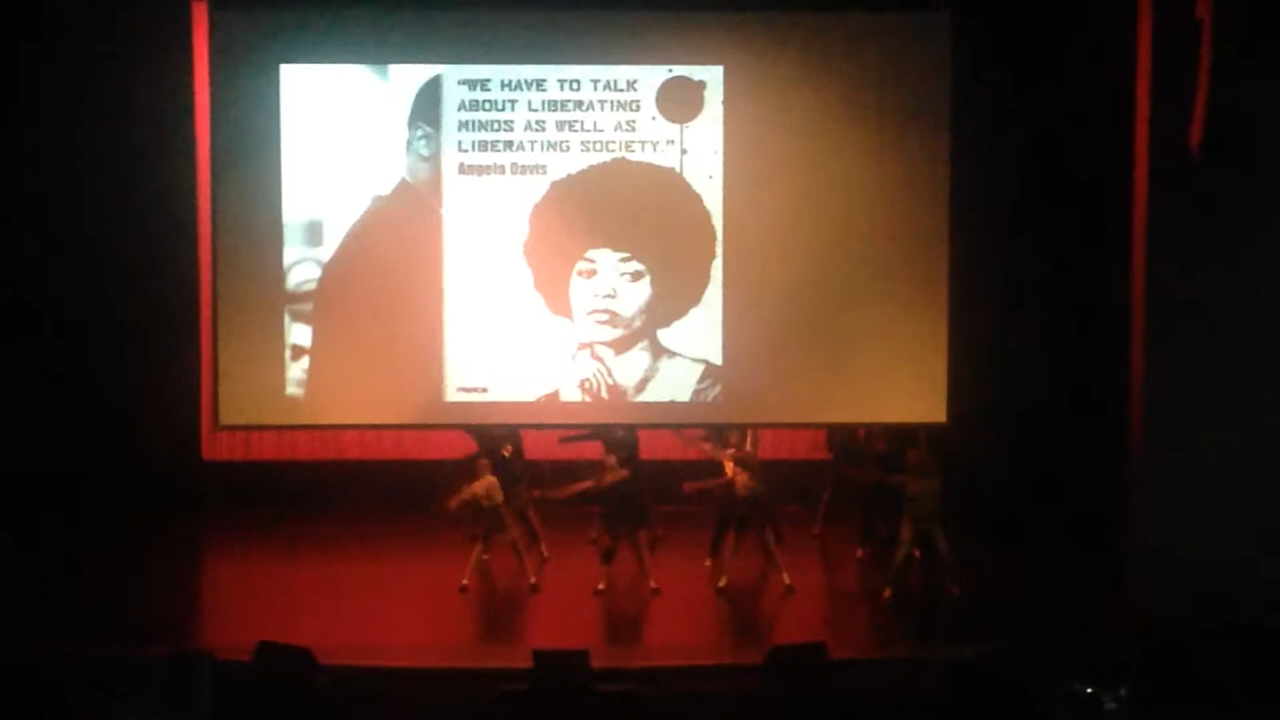 “WE HAVE TO TALK
ABOUT LIBERATING
MINDS AS WELL AS
LIBERATING SOCIETY.”
Angela Davis